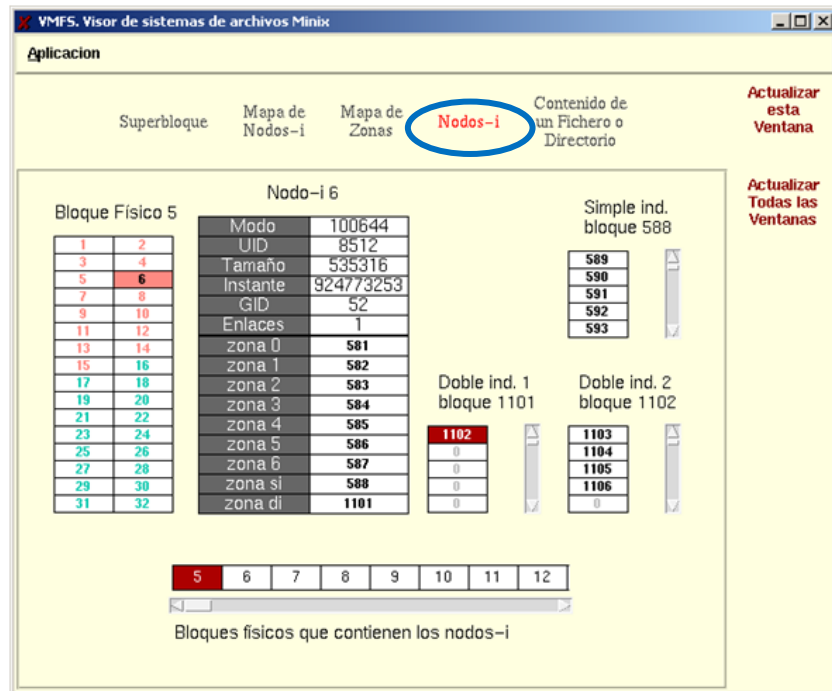 VMFS. Visor de sistemas de archivos Minix
Aplicacion
Superbloque
Mapa de
Nodos-i
Mapa de
Zonas
Nodos-i
Contenido de
un Fichero o
Directorio
Actualizar
esta
Ventana
Actualizar
Todas las
Ventanas
Bloque Físico 5
1 2
3 4
5 6
7 8
9 10
11 12
13 14
15 16
17 18
19 20
21 22
23 24
25 26
27 28
29 30
31 32
Nodo-i 6
Modo 100644
UID 8512
Tamaño 535316
Instante 924773253
GID 52
Enlaces 1
zona 0 581
zona 1 582
zona 2 583
zona 3 584
zona 4 585
zona 5 586
zona 6 587
zona si 588
zona di 1101
Simple ind.
bloque 588
589
590
591
592
593
Doble ind. 1
bloque 1101
1102
0
0
0
0
Doble ind. 2
bloque 1102
1103
1104
1105
1106
0
5 6 7 8 9 10 11 12
Bloques físicos que contienen los nodos-i